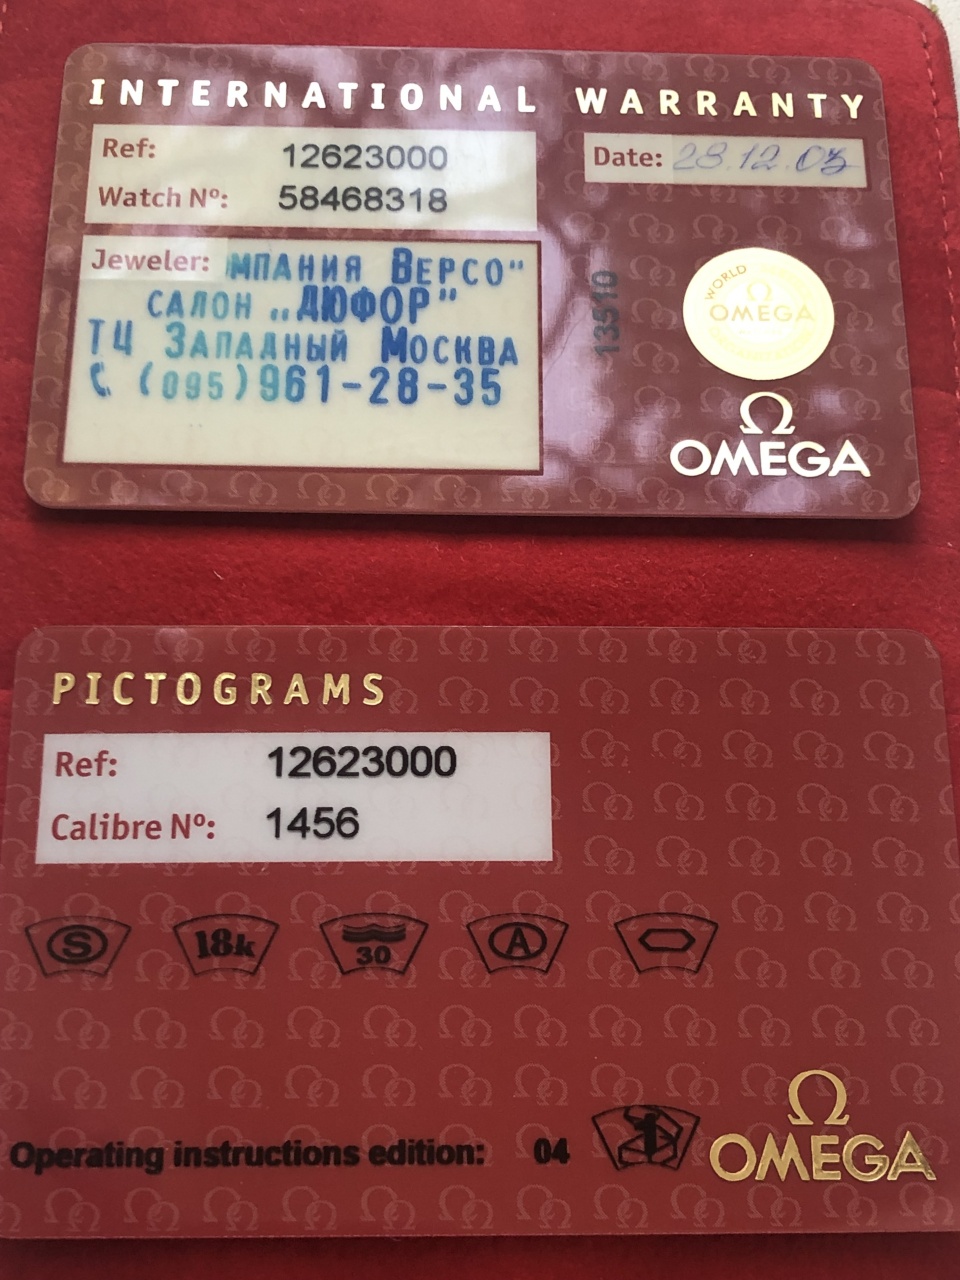 INTERNATIONAL WARRANTY
Ref: 12623000
Watch Nº: 58468318
Date: 28.12.03
Jeweler: МПАНИЯ ВЕРСО"
САЛОН „ДЮФОР"
ТЦ ЗАПАДНЫЙ МОСКВА
(095)961-28-35
13510
WORLD
Ω
OMEGA
Ω
OMEGA
PICTOGRAMS
Ref: 12623000
Calibre Nº: 1456
S
18k
30
A
Operating instructions edition: 04
Ω
OMEGA